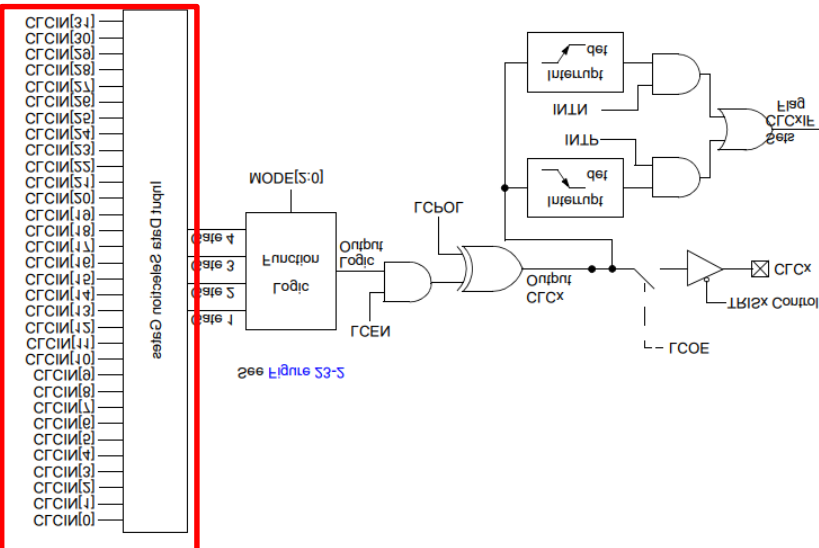 CLCIN[0]
CLCIN[1]
CLCIN[2]
CLCIN[3]
CLCIN[4]
CLCIN[5]
CLCIN[6]
CLCIN[7]
CLCIN[8]
CLCIN[9]
CLCIN[10]
CLCIN[11]
CLCIN[12]
CLCIN[13]
CLCIN[14]
CLCIN[15]
CLCIN[16]
CLCIN[17]
CLCIN[18]
CLCIN[19]
CLCIN[20]
CLCIN[21]
CLCIN[22]
CLCIN[23]
CLCIN[24]
CLCIN[25]
CLCIN[26]
CLCIN[27]
CLCIN[28]
CLCIN[29]
CLCIN[30]
CLCIN[31]
Input Data Selection Gates
See Figure 23-2
Gate 1
Gate 2
Gate 3
Gate 4
Logic
Function
MODE[2:0]
LCEN
Logic
Output
LCPOL
CLCx
Output
LCOE
TRISx Control
CLCx
Interrupt
det
INTP
INTN
Interrupt
det
Sets
CLCxIF
Flag